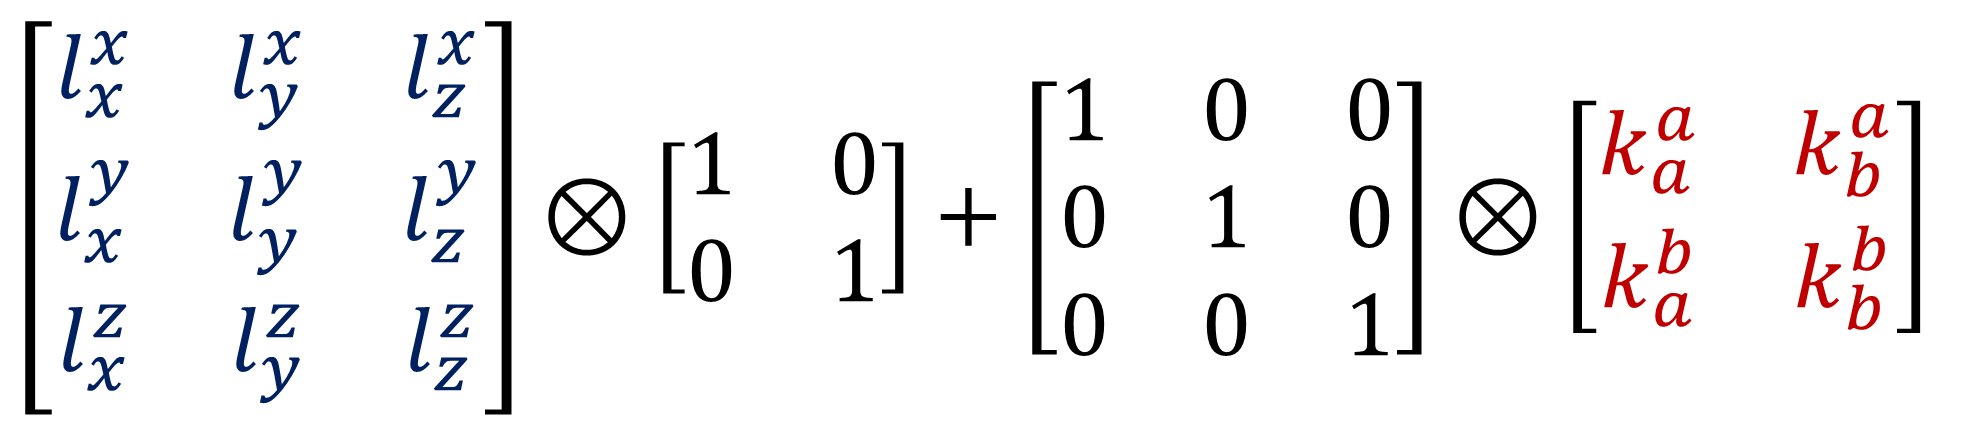 [l^x_x l^x_y l^x_z; l^y_x l^y_y l^y_z; l^z_x l^z_y l^z_z] ⊗ [1 0; 0 1] + [1 0 0; 0 1 0; 0 0 1] ⊗ [k^a_a k^a_b; k^b_a k^b_b]